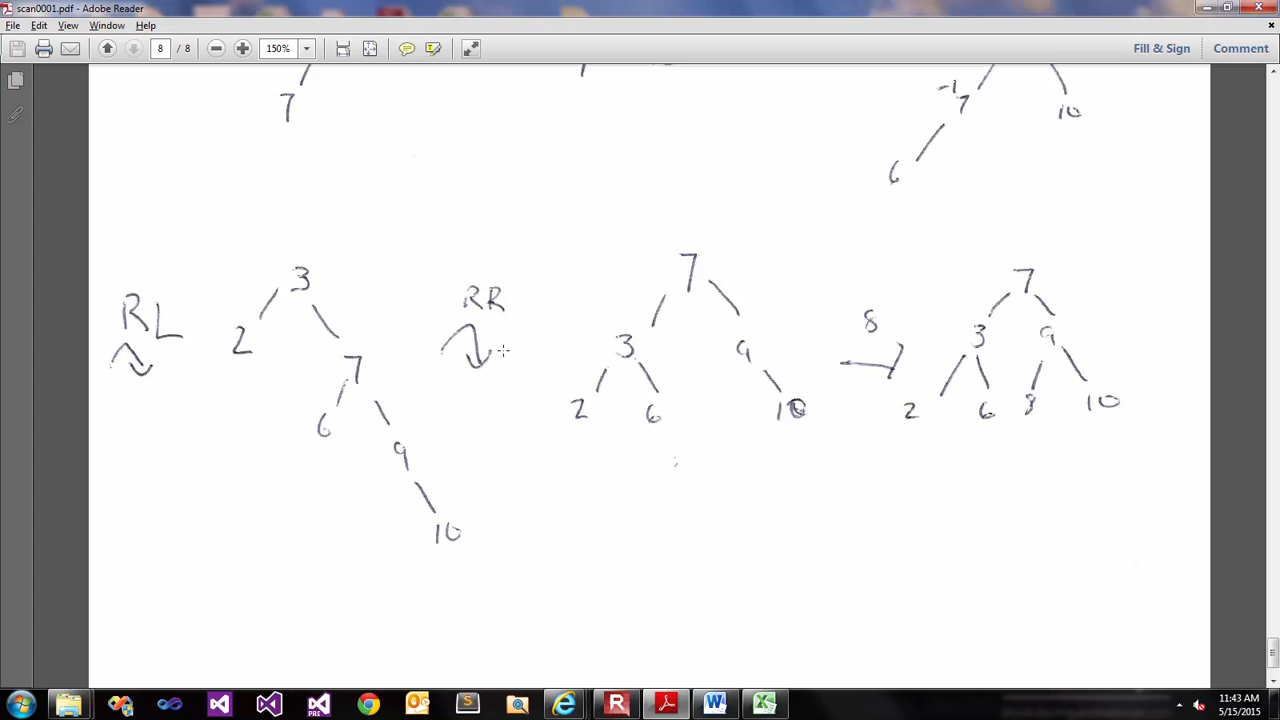 scan0001.pdf - Adobe Reader
File Edit View Window Help
8 / 8 150% Fill & Sign Comment
7
-1
7 10
6
RL
3
2 7
6 9
10
RR
7
3 9
2 6 10
8
7
3 9
2 6 8 10
PRE
11:43 AM
5/15/2015